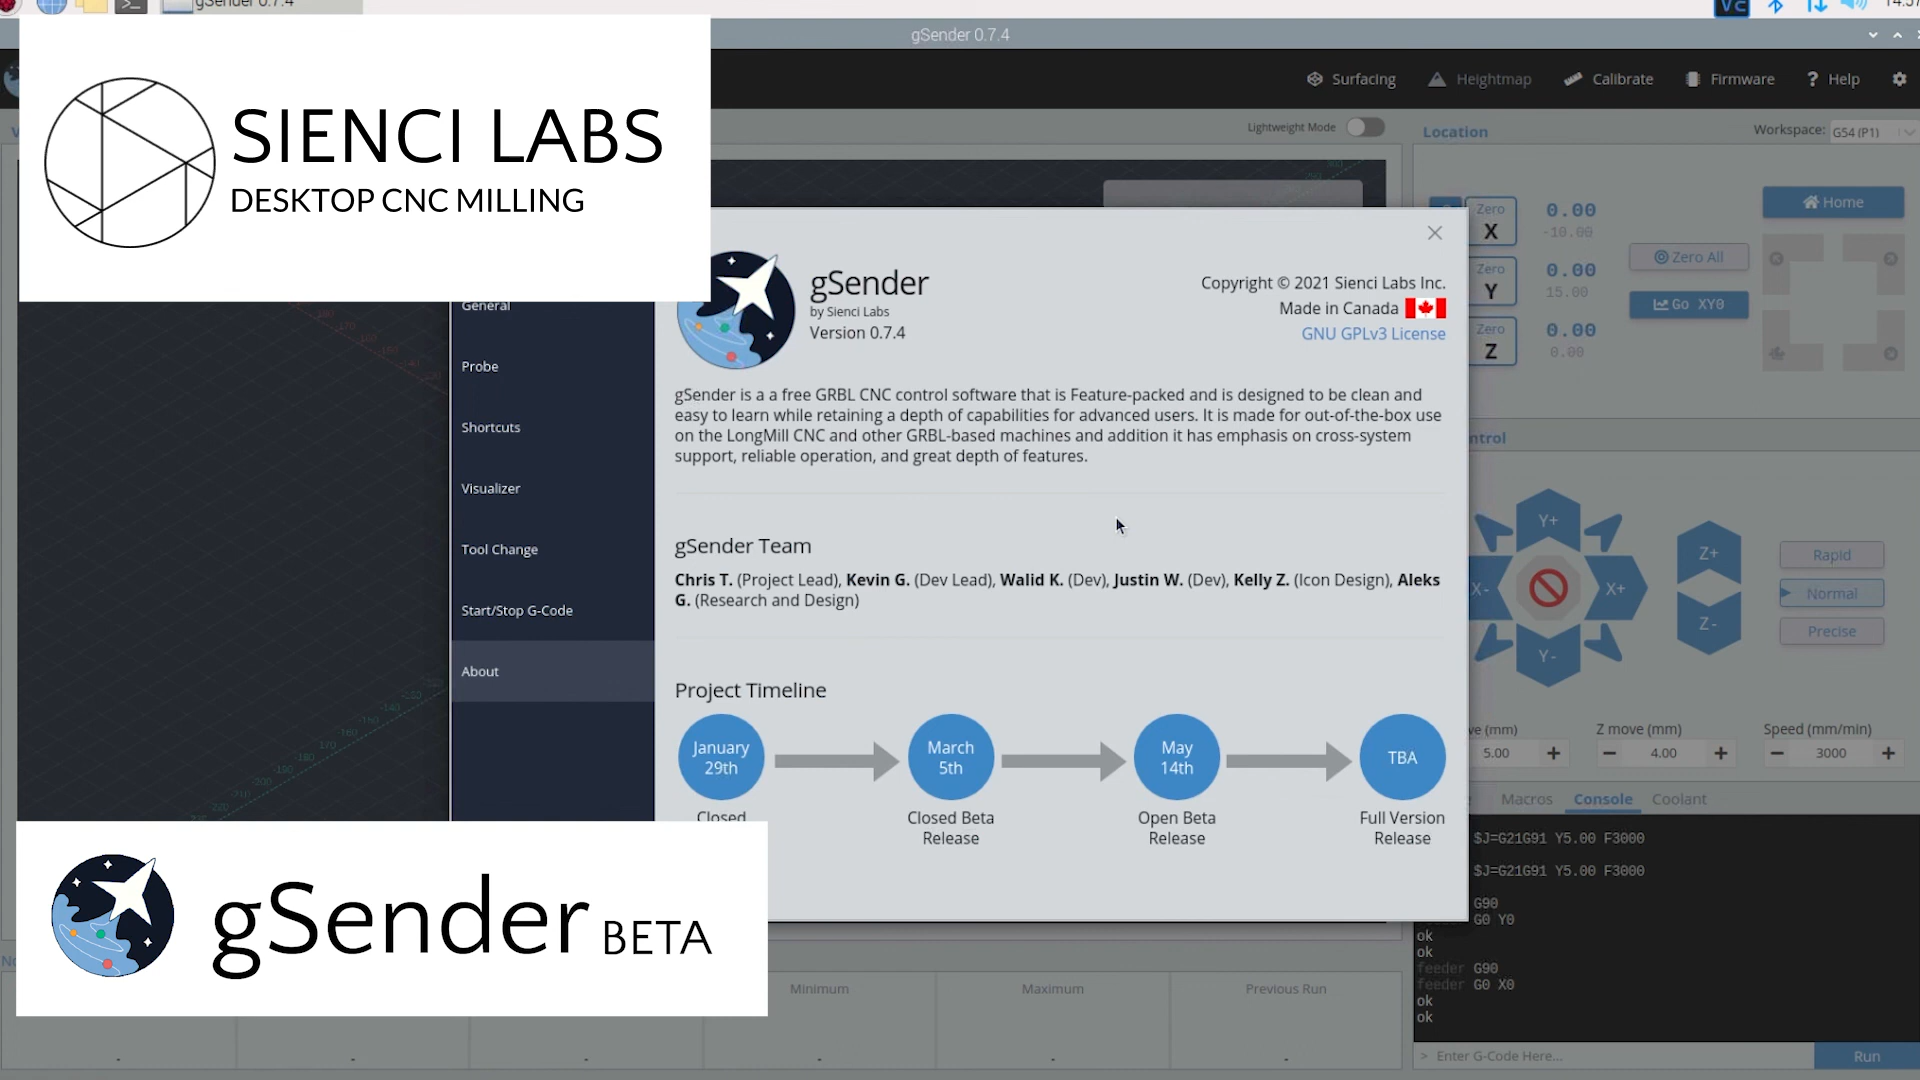 gSender 0.7.4
14:57
gSender 0.7.4
Surfacing
Heightmap
Calibrate
Firmware
Help
SIENCI LABS
DESKTOP CNC MILLING
Lightweight Mode
Location
Workspace:
G54 (P1)
Zero
X
0.00
-10.00
Zero
Y
0.00
15.00
Zero
Z
0.00
0.00
Home
Zero All
Go XY0
General
Probe
Shortcuts
Visualizer
Tool Change
Start/Stop G-Code
About
gSender
by Sienci Labs
Version 0.7.4
Copyright © 2021 Sienci Labs Inc.
Made in Canada
GNU GPLv3 License
gSender is a a free GRBL CNC control software that is Feature-packed and is designed to be clean and
easy to learn while retaining a depth of capabilities for advanced users. It is made for out-of-the-box use
on the LongMill CNC and other GRBL-based machines and addition it has emphasis on cross-system
support, reliable operation, and great depth of features.
gSender Team
Chris T. (Project Lead), Kevin G. (Dev Lead), Walid K. (Dev), Justin W. (Dev), Kelly Z. (Icon Design), Aleks
G. (Research and Design)
Project Timeline
January
29th
March
5th
May
14th
TBA
Closed
Closed Beta
Release
Open Beta
Release
Full Version
Release
ntrol
Y+
X-
X+
Y-
Z+
Z-
Rapid
Normal
Precise
ve (mm)
5.00
Z move (mm)
4.00
Speed (mm/min)
3000
Macros
Console
Coolant
$J=G21G91 Y5.00 F3000
$J=G21G91 Y5.00 F3000
G90
G0 Y0
ok
ok
feeder G90
feeder G0 X0
ok
ok
> Enter G-Code Here...
Run
gSender BETA
Minimum
Maximum
Previous Run
- - - - - -